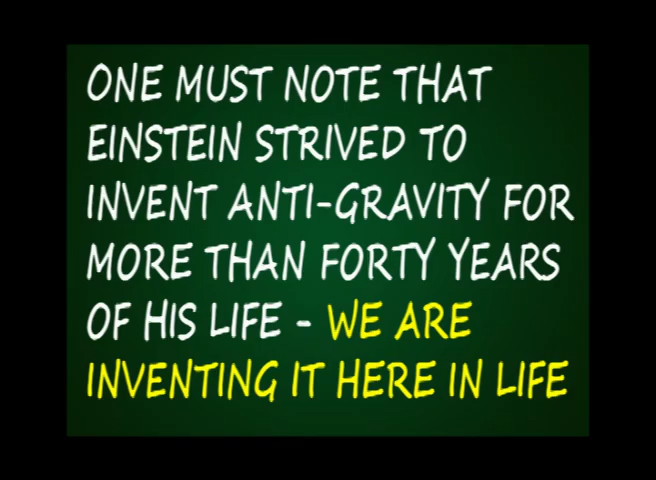 ONE MUST NOTE THAT
EINSTEIN STRIVED TO
INVENT ANTI-GRAVITY FOR
MORE THAN FORTY YEARS
OF HIS LIFE - WE ARE
INVENTING IT HERE IN LIFE